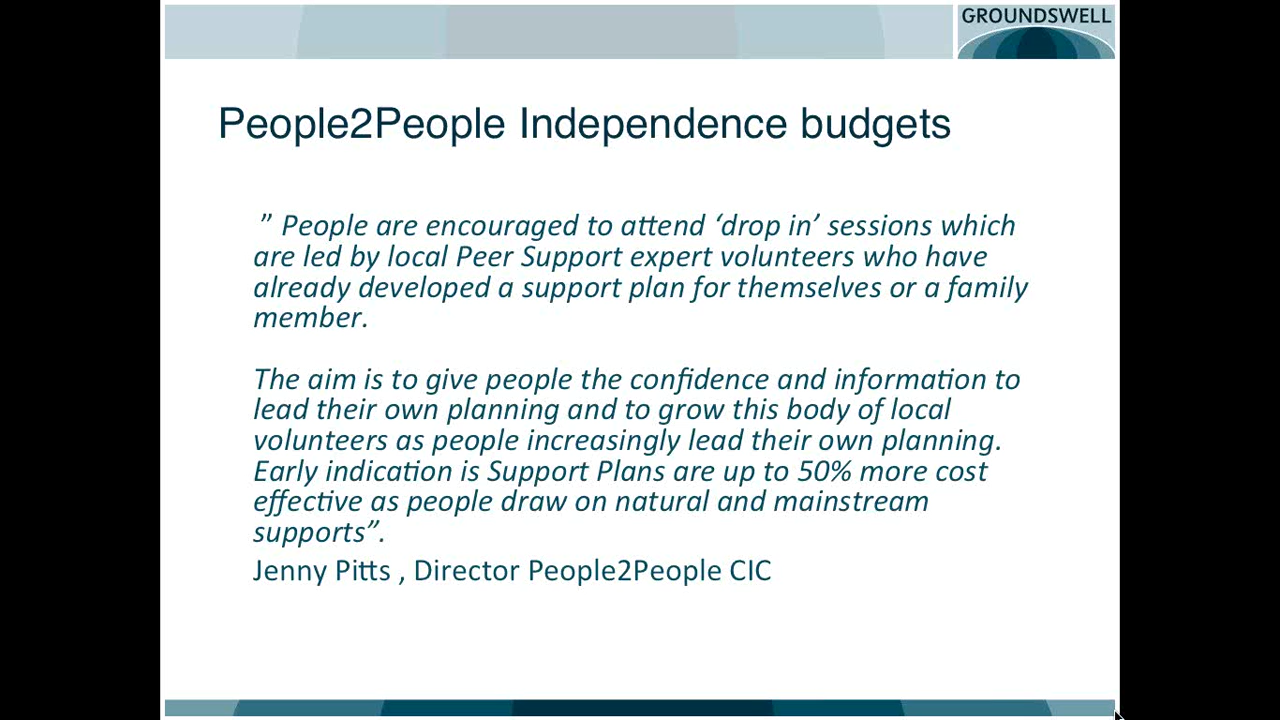 GROUNDSWELL
People2People Independence budgets
” People are encouraged to attend ‘drop in’ sessions which
are led by local Peer Support expert volunteers who have
already developed a support plan for themselves or a family
member.
The aim is to give people the confidence and information to
lead their own planning and to grow this body of local
volunteers as people increasingly lead their own planning.
Early indication is Support Plans are up to 50% more cost
effective as people draw on natural and mainstream
supports”.
Jenny Pitts , Director People2People CIC